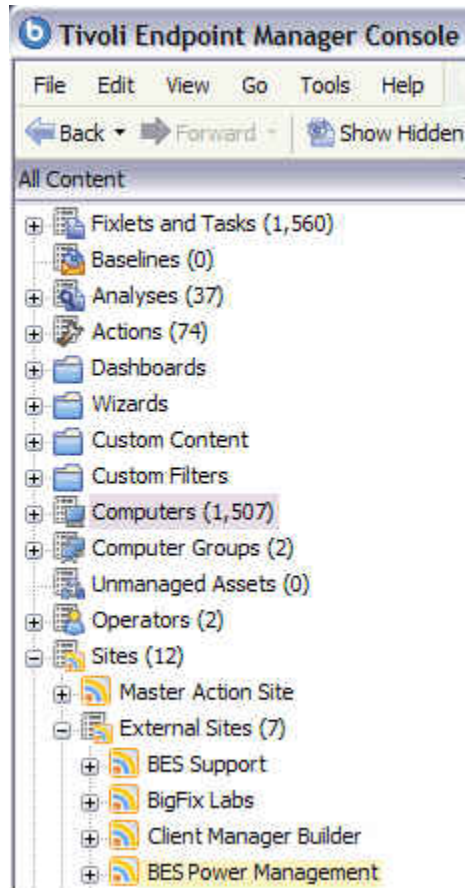 Tivoli Endpoint Manager Console
File Edit View Go Tools Help
Back Forward Show Hidden
All Content
Fixlets and Tasks (1,560)
Baselines (0)
Analyses (37)
Actions (74)
Dashboards
Wizards
Custom Content
Custom Filters
Computers (1,507)
Computer Groups (2)
Unmanaged Assets (0)
Operators (2)
Sites (12)
Master Action Site
External Sites (7)
BES Support
BigFix Labs
Client Manager Builder
BES Power Management